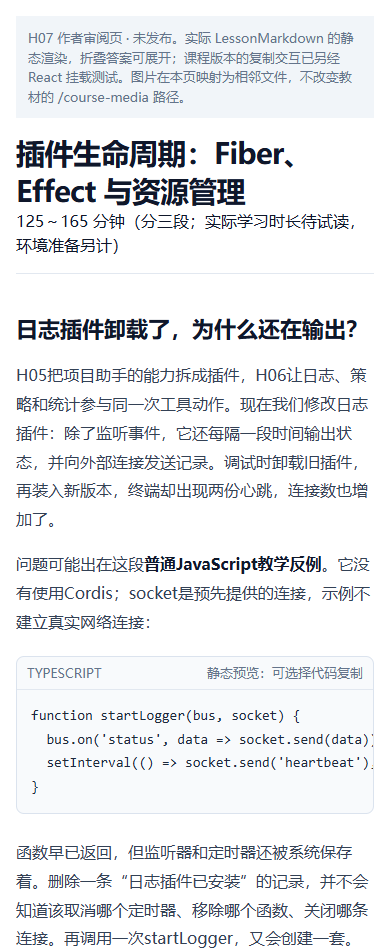 H07 作者审阅页 · 未发布。实际 LessonMarkdown 的静
态渲染，折叠答案可展开；课程版本的复制交互已另经
React 挂载测试。图片在本页映射为相邻文件，不改变教
材的 /course-media 路径。
插件生命周期：Fiber、
Effect 与资源管理
125～165 分钟（分三段；实际学习时长待试读，
环境准备另计）
日志插件卸载了，为什么还在输出？
H05把项目助手的能力拆成插件，H06让日志、策
略和统计参与同一次工具动作。现在我们修改日志
插件：除了监听事件，它还每隔一段时间输出状
态，并向外部连接发送记录。调试时卸载旧插件，
再装入新版本，终端却出现两份心跳，连接数也增
加了。
问题可能出在这段普通JavaScript教学反例。它没
有使用Cordis；socket是预先提供的连接，示例不
建立真实网络连接：
TYPESCRIPT 静态预览：可选择代码复制
function startLogger(bus, socket) {
  bus.on('status', data => socket.send(data)
  setInterval(() => socket.send('heartbeat')
}
函数早已返回，但监听器和定时器还被系统保存
着。删除一条“日志插件已安装”的记录，并不会
知道该取消哪个定时器、移除哪个函数、关闭哪条
连接。再调用一次startLogger，又会创建一套。